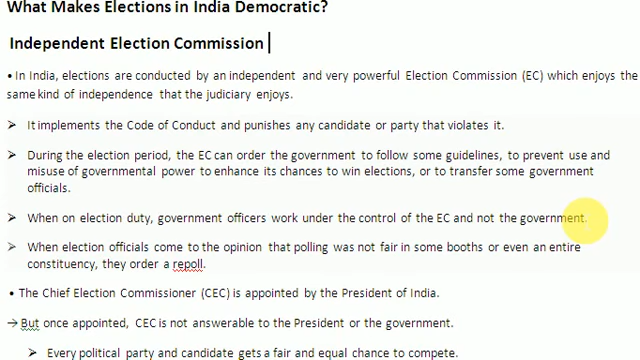 What Makes Elections in India Democratic?
Independent Election Commission
• In India, elections are conducted by an independent and very powerful Election Commission (EC) which enjoys the
same kind of independence that the judiciary enjoys.
➢ It implements the Code of Conduct and punishes any candidate or party that violates it.
➢ During the election period, the EC can order the government to follow some guidelines, to prevent use and
misuse of governmental power to enhance its chances to win elections, or to transfer some government
officials.
➢ When on election duty, government officers work under the control of the EC and not the government.
➢ When election officials come to the opinion that polling was not fair in some booths or even an entire
constituency, they order a repoll.
• The Chief Election Commissioner (CEC) is appointed by the President of India.
→ But once appointed, CEC is not answerable to the President or the government.
➢ Every political party and candidate gets a fair and equal chance to compete.